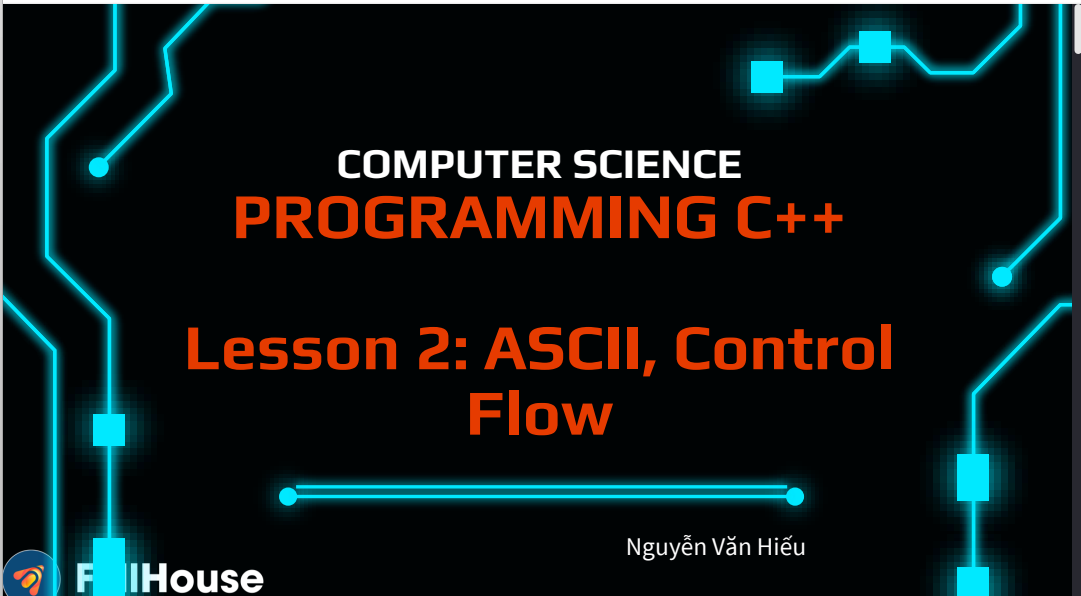 COMPUTER SCIENCE
PROGRAMMING C++
Lesson 2: ASCII, Control
Flow
Nguyễn Văn Hiếu